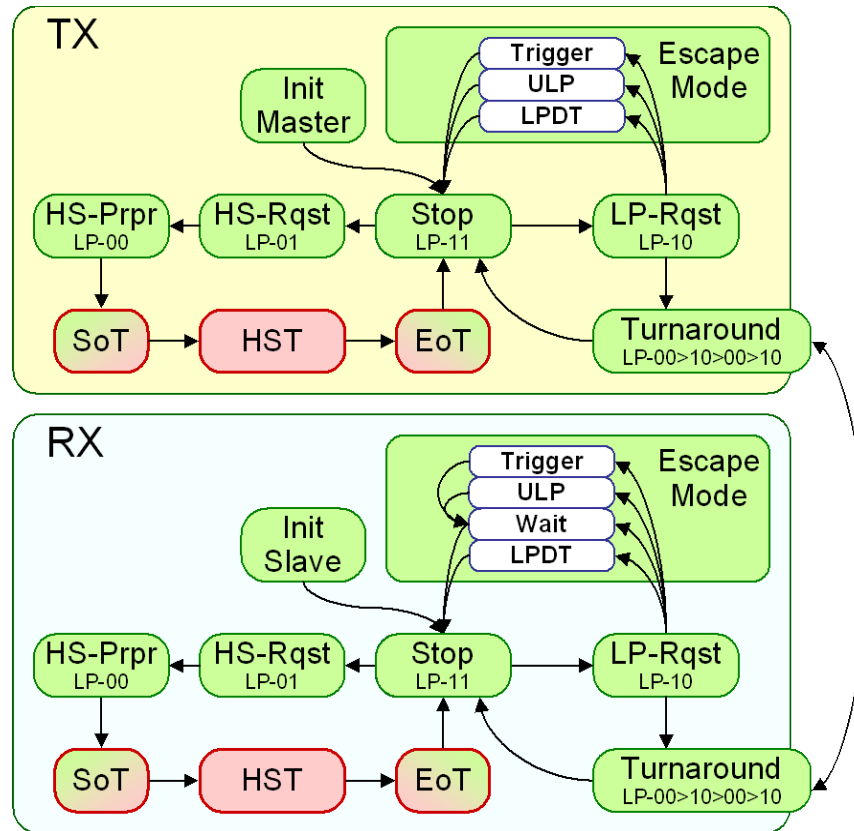 TX
Trigger
ULP
LPDT
Escape
Mode
Init
Master
HS-Prpr
LP-00
HS-Rqst
LP-01
Stop
LP-11
LP-Rqst
LP-10
SoT
HST
EoT
Turnaround
LP-00>10>00>10
RX
Trigger
ULP
Wait
LPDT
Escape
Mode
Init
Slave
HS-Prpr
LP-00
HS-Rqst
LP-01
Stop
LP-11
LP-Rqst
LP-10
SoT
HST
EoT
Turnaround
LP-00>10>00>10